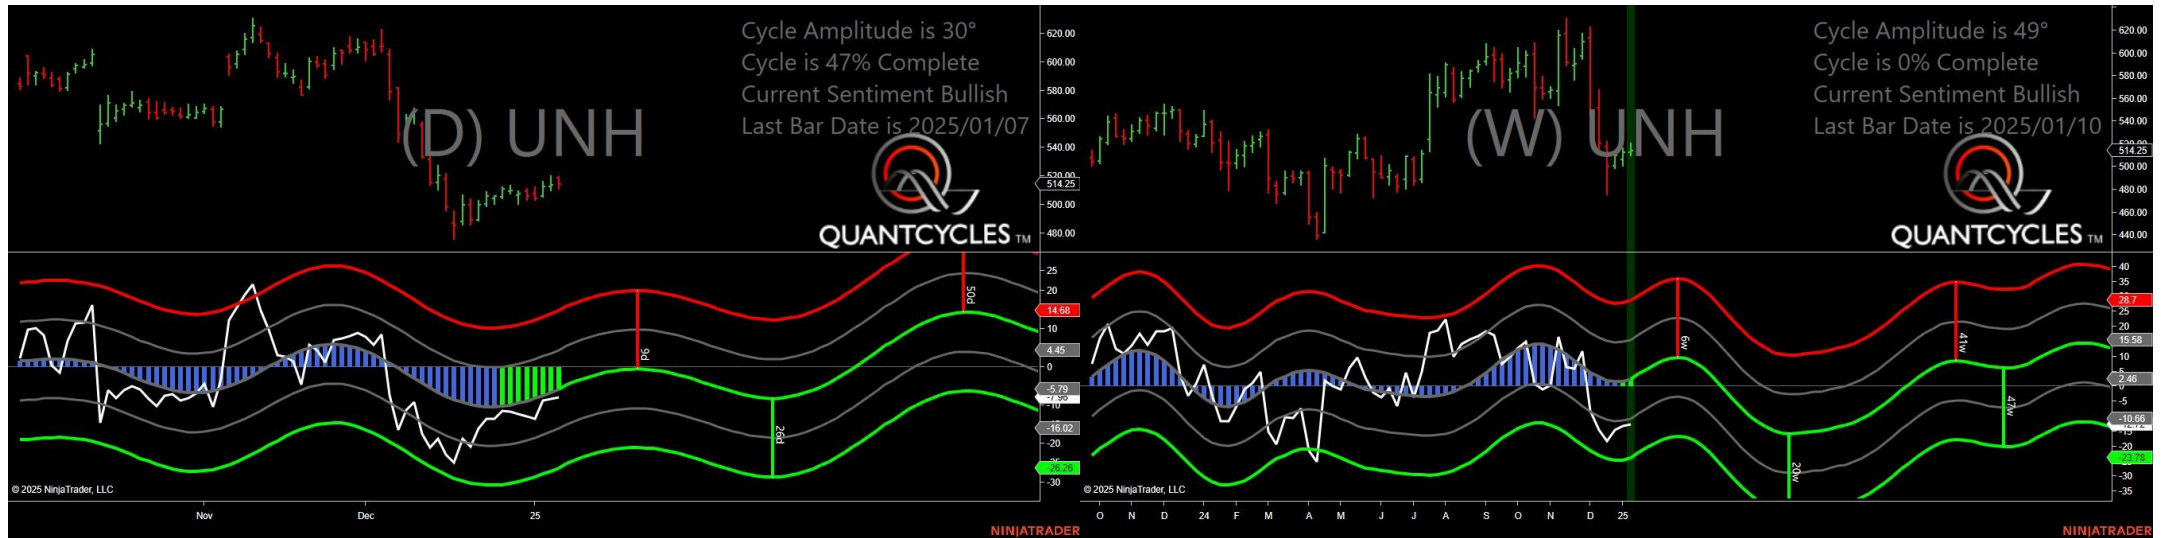 Cycle Amplitude is 30°
Cycle is 47% Complete
Current Sentiment Bullish
Last Bar Date is 2025/01/07
(D) UNH
QUANTCYCLES TM
620.00
600.00
580.00
560.00
540.00
520.00
514.25
500.00
480.00
25
20
14.68
10
4.45
0
-5.79
-7.96
-10
-16.02
-20
-26.26
-30
9d
26d
50d
© 2025 NinjaTrader, LLC
Nov Dec 25
NINJATRADER
Cycle Amplitude is 49°
Cycle is 0% Complete
Current Sentiment Bullish
Last Bar Date is 2025/01/10
(W) UNH
QUANTCYCLES TM
620.00
600.00
580.00
560.00
540.00
514.25
500.00
480.00
460.00
440.00
40
35
28.7
25
20
15.58
10
5
2.46
-5
-10.66
-12.72
-15
-20
-23.78
-30
-35
6w
20w
41w
47w
© 2025 NinjaTrader, LLC
O N D 24 F M A M J J A S O N D 25
NINJATRADER